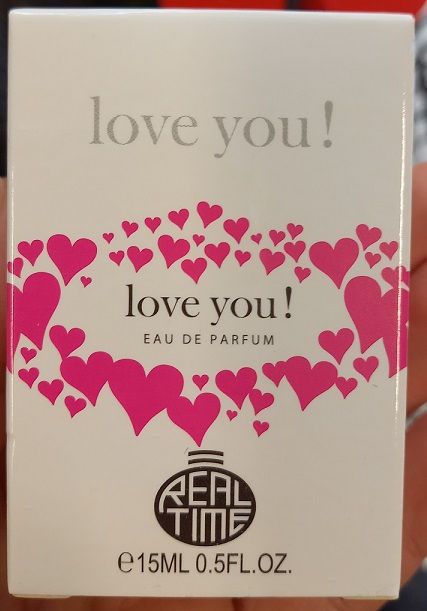 love you!
love you!
EAU DE PARFUM
REAL
TIME
℮15ML 0.5FL.OZ.